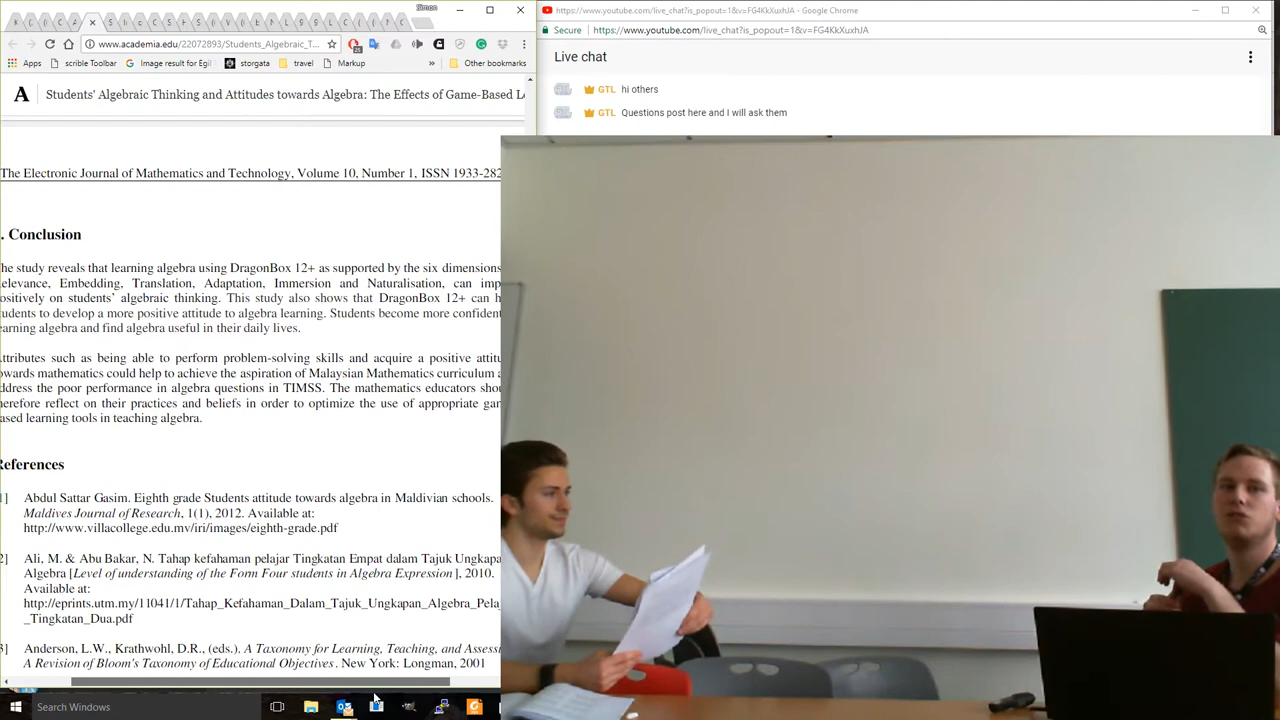 Simon
www.academia.edu/22072893/Students_Algebraic_T...
Apps
scrible Toolbar
Image result for Egil
storgata
travel
Markup
»
Other bookmarks
A
Students' Algebraic Thinking and Attitudes towards Algebra: The Effects of Game-Based Le
The Electronic Journal of Mathematics and Technology, Volume 10, Number 1, ISSN 1933-282
. Conclusion
he study reveals that learning algebra using DragonBox 12+ as supported by the six dimensions
elevance, Embedding, Translation, Adaptation, Immersion and Naturalisation, can imp
ositively on students' algebraic thinking. This study also shows that DragonBox 12+ can h
tudents to develop a more positive attitude to algebra learning. Students become more confident
earning algebra and find algebra useful in their daily lives.
ttributes such as being able to perform problem-solving skills and acquire a positive attitu
owards mathematics could help to achieve the aspiration of Malaysian Mathematics curriculum a
ddress the poor performance in algebra questions in TIMSS. The mathematics educators shou
herefore reflect on their practices and beliefs in order to optimize the use of appropriate gam
ased learning tools in teaching algebra.
References
1] Abdul Sattar Gasim. Eighth grade Students attitude towards algebra in Maldivian schools.
Maldives Journal of Research, 1(1), 2012. Available at:
http://www.villacollege.edu.mv/iri/images/eighth-grade.pdf
2] Ali, M. & Abu Bakar, N. Tahap kefahaman pelajar Tingkatan Empat dalam Tajuk Ungkapa
Algebra [Level of understanding of the Form Four students in Algebra Expression], 2010.
Available at:
http://eprints.utm.my/11041/1/Tahap_Kefahaman_Dalam_Tajuk_Ungkapan_Algebra_Pela
_Tingkatan_Dua.pdf
3] Anderson, L.W., Krathwohl, D.R., (eds.). A Taxonomy for Learning, Teaching, and Assess
A Revision of Bloom's Taxonomy of Educational Objectives. New York: Longman, 2001
Search Windows
https://www.youtube.com/live_chat?is_popout=1&v=FG4KkXuxhJA - Google Chrome
Secure
https://www.youtube.com/live_chat?is_popout=1&v=FG4KkXuxhJA
Live chat
GTL hi others
GTL Questions post here and I will ask them